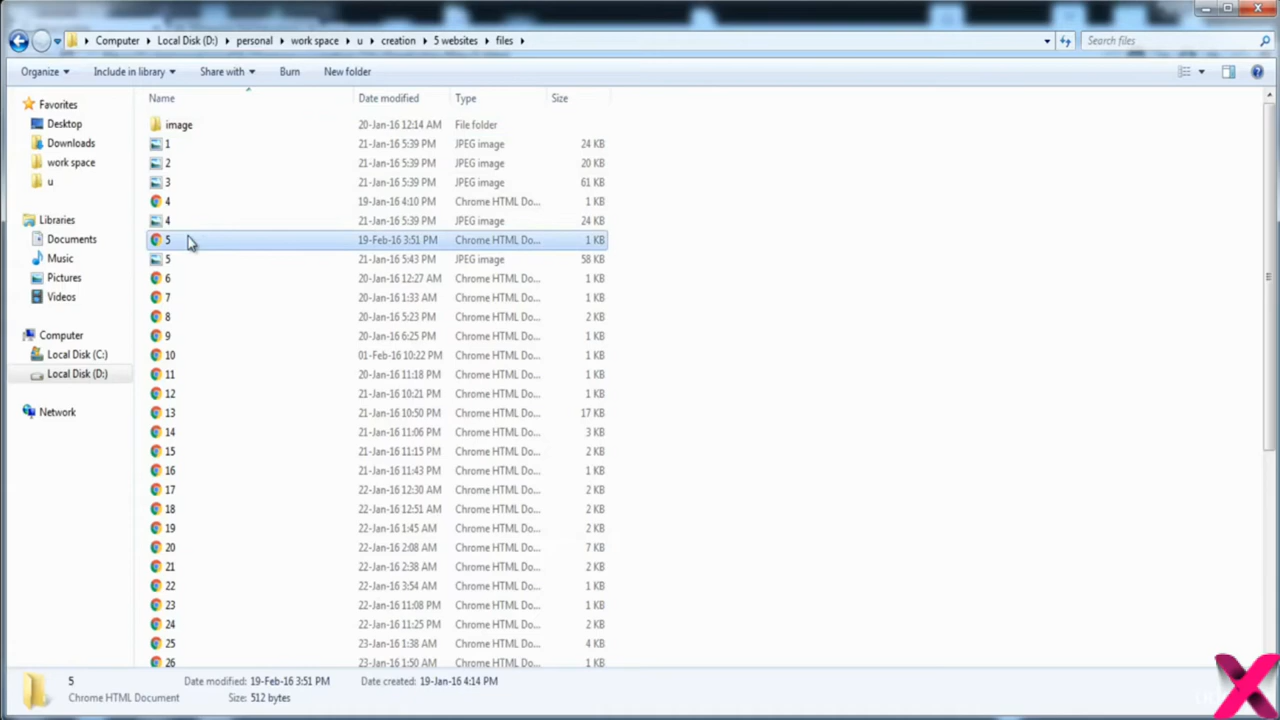 Computer Local Disk (D:) personal work space u creation 5 websites files Search files
Organize Include in library Share with Burn New folder
Name Date modified Type Size
Favorites
Desktop
Downloads
work space
u
Libraries
Documents
Music
Pictures
Videos
Computer
Local Disk (C:)
Local Disk (D:)
Network
image 20-Jan-16 12:14 AM File folder
1 21-Jan-16 5:39 PM JPEG image 24 KB
2 21-Jan-16 5:39 PM JPEG image 20 KB
3 21-Jan-16 5:39 PM JPEG image 61 KB
4 19-Jan-16 4:10 PM Chrome HTML Do... 1 KB
4 21-Jan-16 5:39 PM JPEG image 24 KB
5 19-Feb-16 3:51 PM Chrome HTML Do... 1 KB
5 21-Jan-16 5:43 PM JPEG image 58 KB
6 20-Jan-16 12:27 AM Chrome HTML Do... 1 KB
7 20-Jan-16 1:33 AM Chrome HTML Do... 1 KB
8 20-Jan-16 5:23 PM Chrome HTML Do... 2 KB
9 20-Jan-16 6:25 PM Chrome HTML Do... 1 KB
10 01-Feb-16 10:22 PM Chrome HTML Do... 1 KB
11 20-Jan-16 11:18 PM Chrome HTML Do... 1 KB
12 21-Jan-16 10:21 PM Chrome HTML Do... 1 KB
13 21-Jan-16 10:50 PM Chrome HTML Do... 17 KB
14 21-Jan-16 11:06 PM Chrome HTML Do... 3 KB
15 21-Jan-16 11:15 PM Chrome HTML Do... 2 KB
16 21-Jan-16 11:43 PM Chrome HTML Do... 1 KB
17 22-Jan-16 12:30 AM Chrome HTML Do... 2 KB
18 22-Jan-16 12:51 AM Chrome HTML Do... 2 KB
19 22-Jan-16 1:45 AM Chrome HTML Do... 2 KB
20 22-Jan-16 2:08 AM Chrome HTML Do... 7 KB
21 22-Jan-16 2:38 AM Chrome HTML Do... 2 KB
22 22-Jan-16 3:54 AM Chrome HTML Do... 1 KB
23 22-Jan-16 11:08 PM Chrome HTML Do... 1 KB
24 22-Jan-16 11:25 PM Chrome HTML Do... 2 KB
25 23-Jan-16 1:38 AM Chrome HTML Do... 4 KB
26 23-Jan-16 1:50 AM Chrome HTML Do... 1 KB
5 Date modified: 19-Feb-16 3:51 PM Date created: 19-Jan-16 4:14 PM
Chrome HTML Document Size: 512 bytes